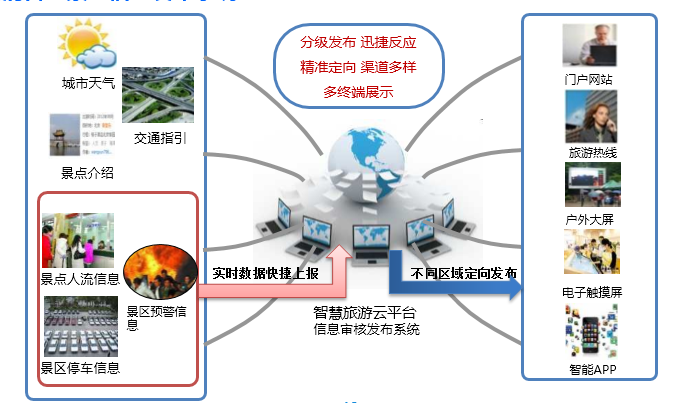 分级发布 迅捷反应
精准定向 渠道多样
多终端展示
城市天气
交通指引
景点介绍
景点人流信息
景区预警信
息
景区停车信息
实时数据快捷上报
不同区域定向发布
智慧旅游云平台
信息审核发布系统
门户网站
旅游热线
户外大屏
电子触摸屏
智能APP